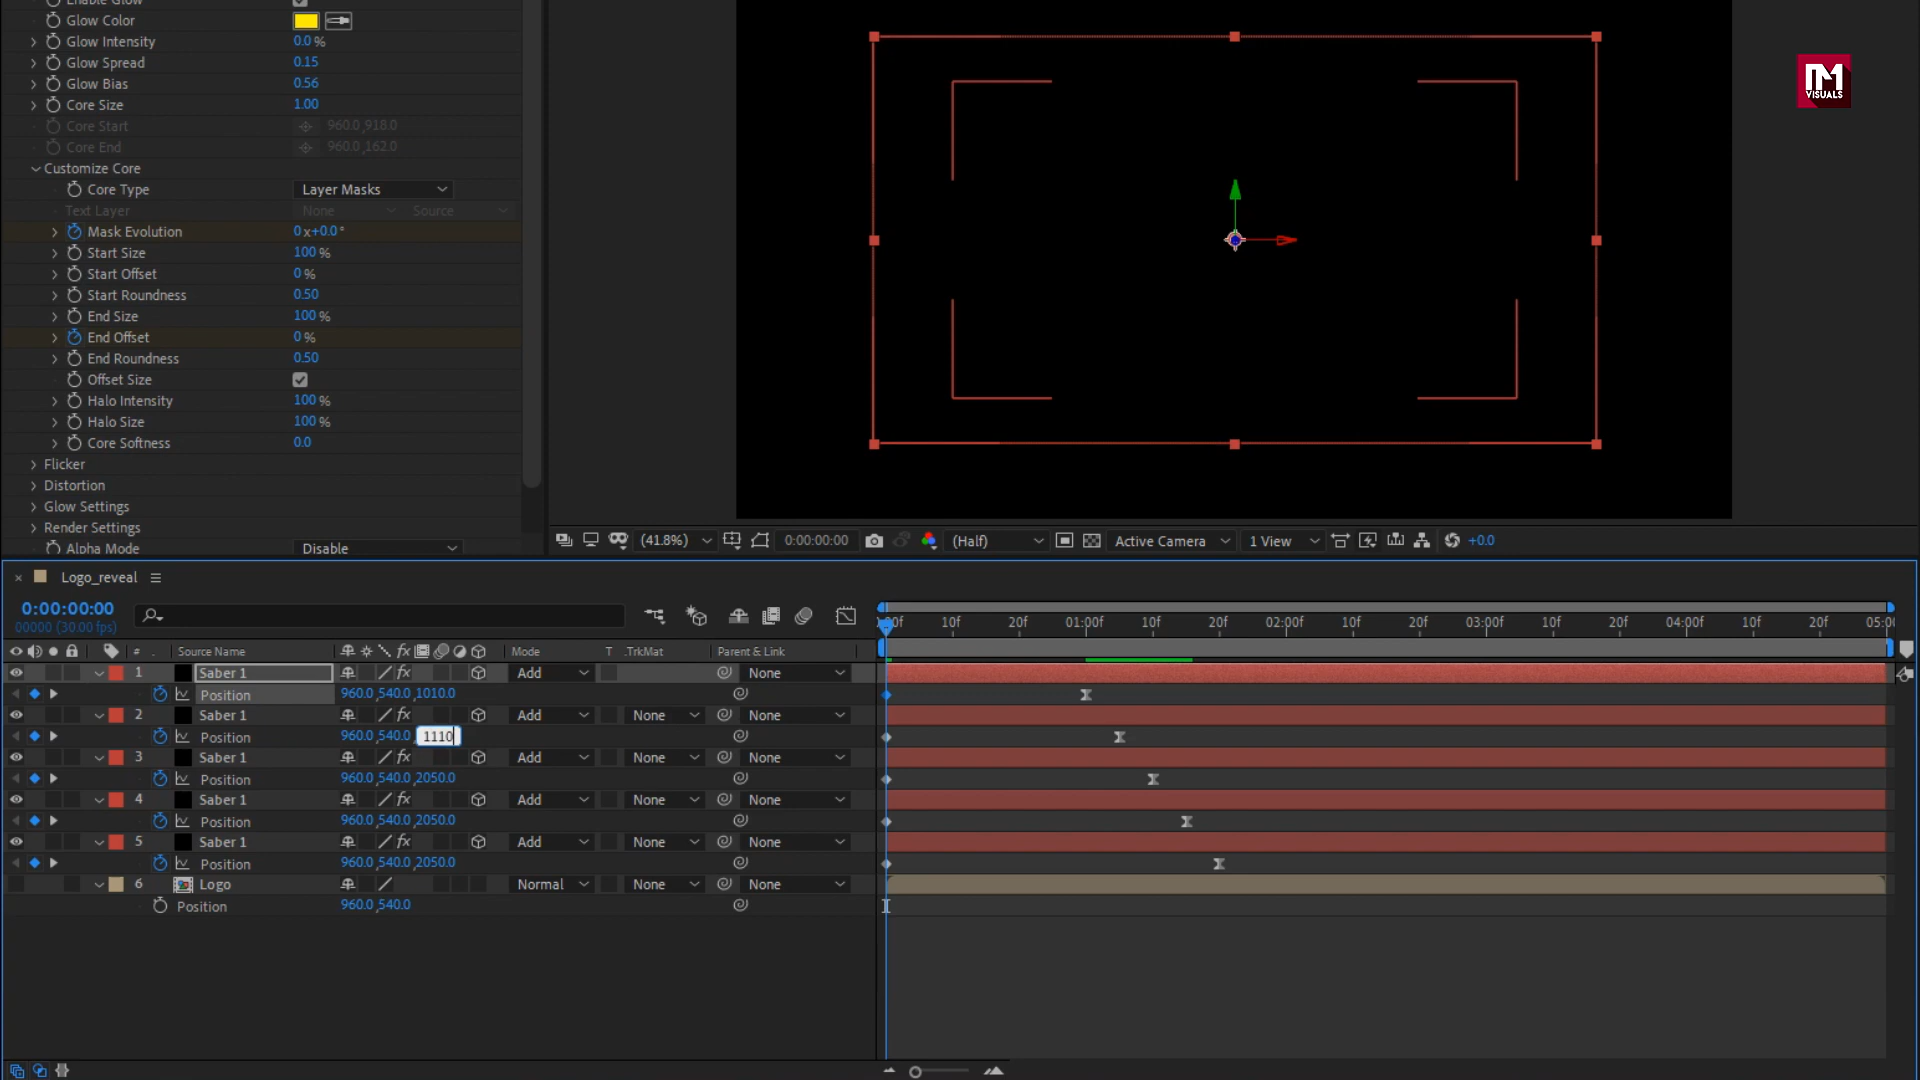 Enable Glow
Glow Color
Glow Intensity 0.0 %
Glow Spread 0.15
Glow Bias 0.56
Core Size 1.00
Core Start 960.0,918.0
Core End 960.0,162.0
Customize Core
Core Type Layer Masks
Text Layer None Source
Mask Evolution 0 x+0.0 °
Start Size 100 %
Start Offset 0 %
Start Roundness 0.50
End Size 100 %
End Offset 0 %
End Roundness 0.50
Offset Size
Halo Intensity 100 %
Halo Size 100 %
Core Softness 0.0
Flicker
Distortion
Glow Settings
Render Settings
Alpha Mode Disable
VISUALS
(41.8%) 0:00:00:00 (Half) Active Camera 1 View +0.0
× Logo_reveal
0:00:00:00
00000 (30.00 fps)
:00f 10f 20f 01:00f 10f 20f 02:00f 10f 20f 03:00f 10f 20f 04:00f 10f 20f 05:00
# . Source Name fx Mode T .TrkMat Parent & Link
1 Saber 1 fx Add None
Position 960.0,540.0,1010.0
2 Saber 1 fx Add None None
Position 960.0,540.0, 1110
3 Saber 1 fx Add None None
Position 960.0,540.0,2050.0
4 Saber 1 fx Add None None
Position 960.0,540.0,2050.0
5 Saber 1 fx Add None None
Position 960.0,540.0,2050.0
6 Logo Normal None None
Position 960.0,540.0